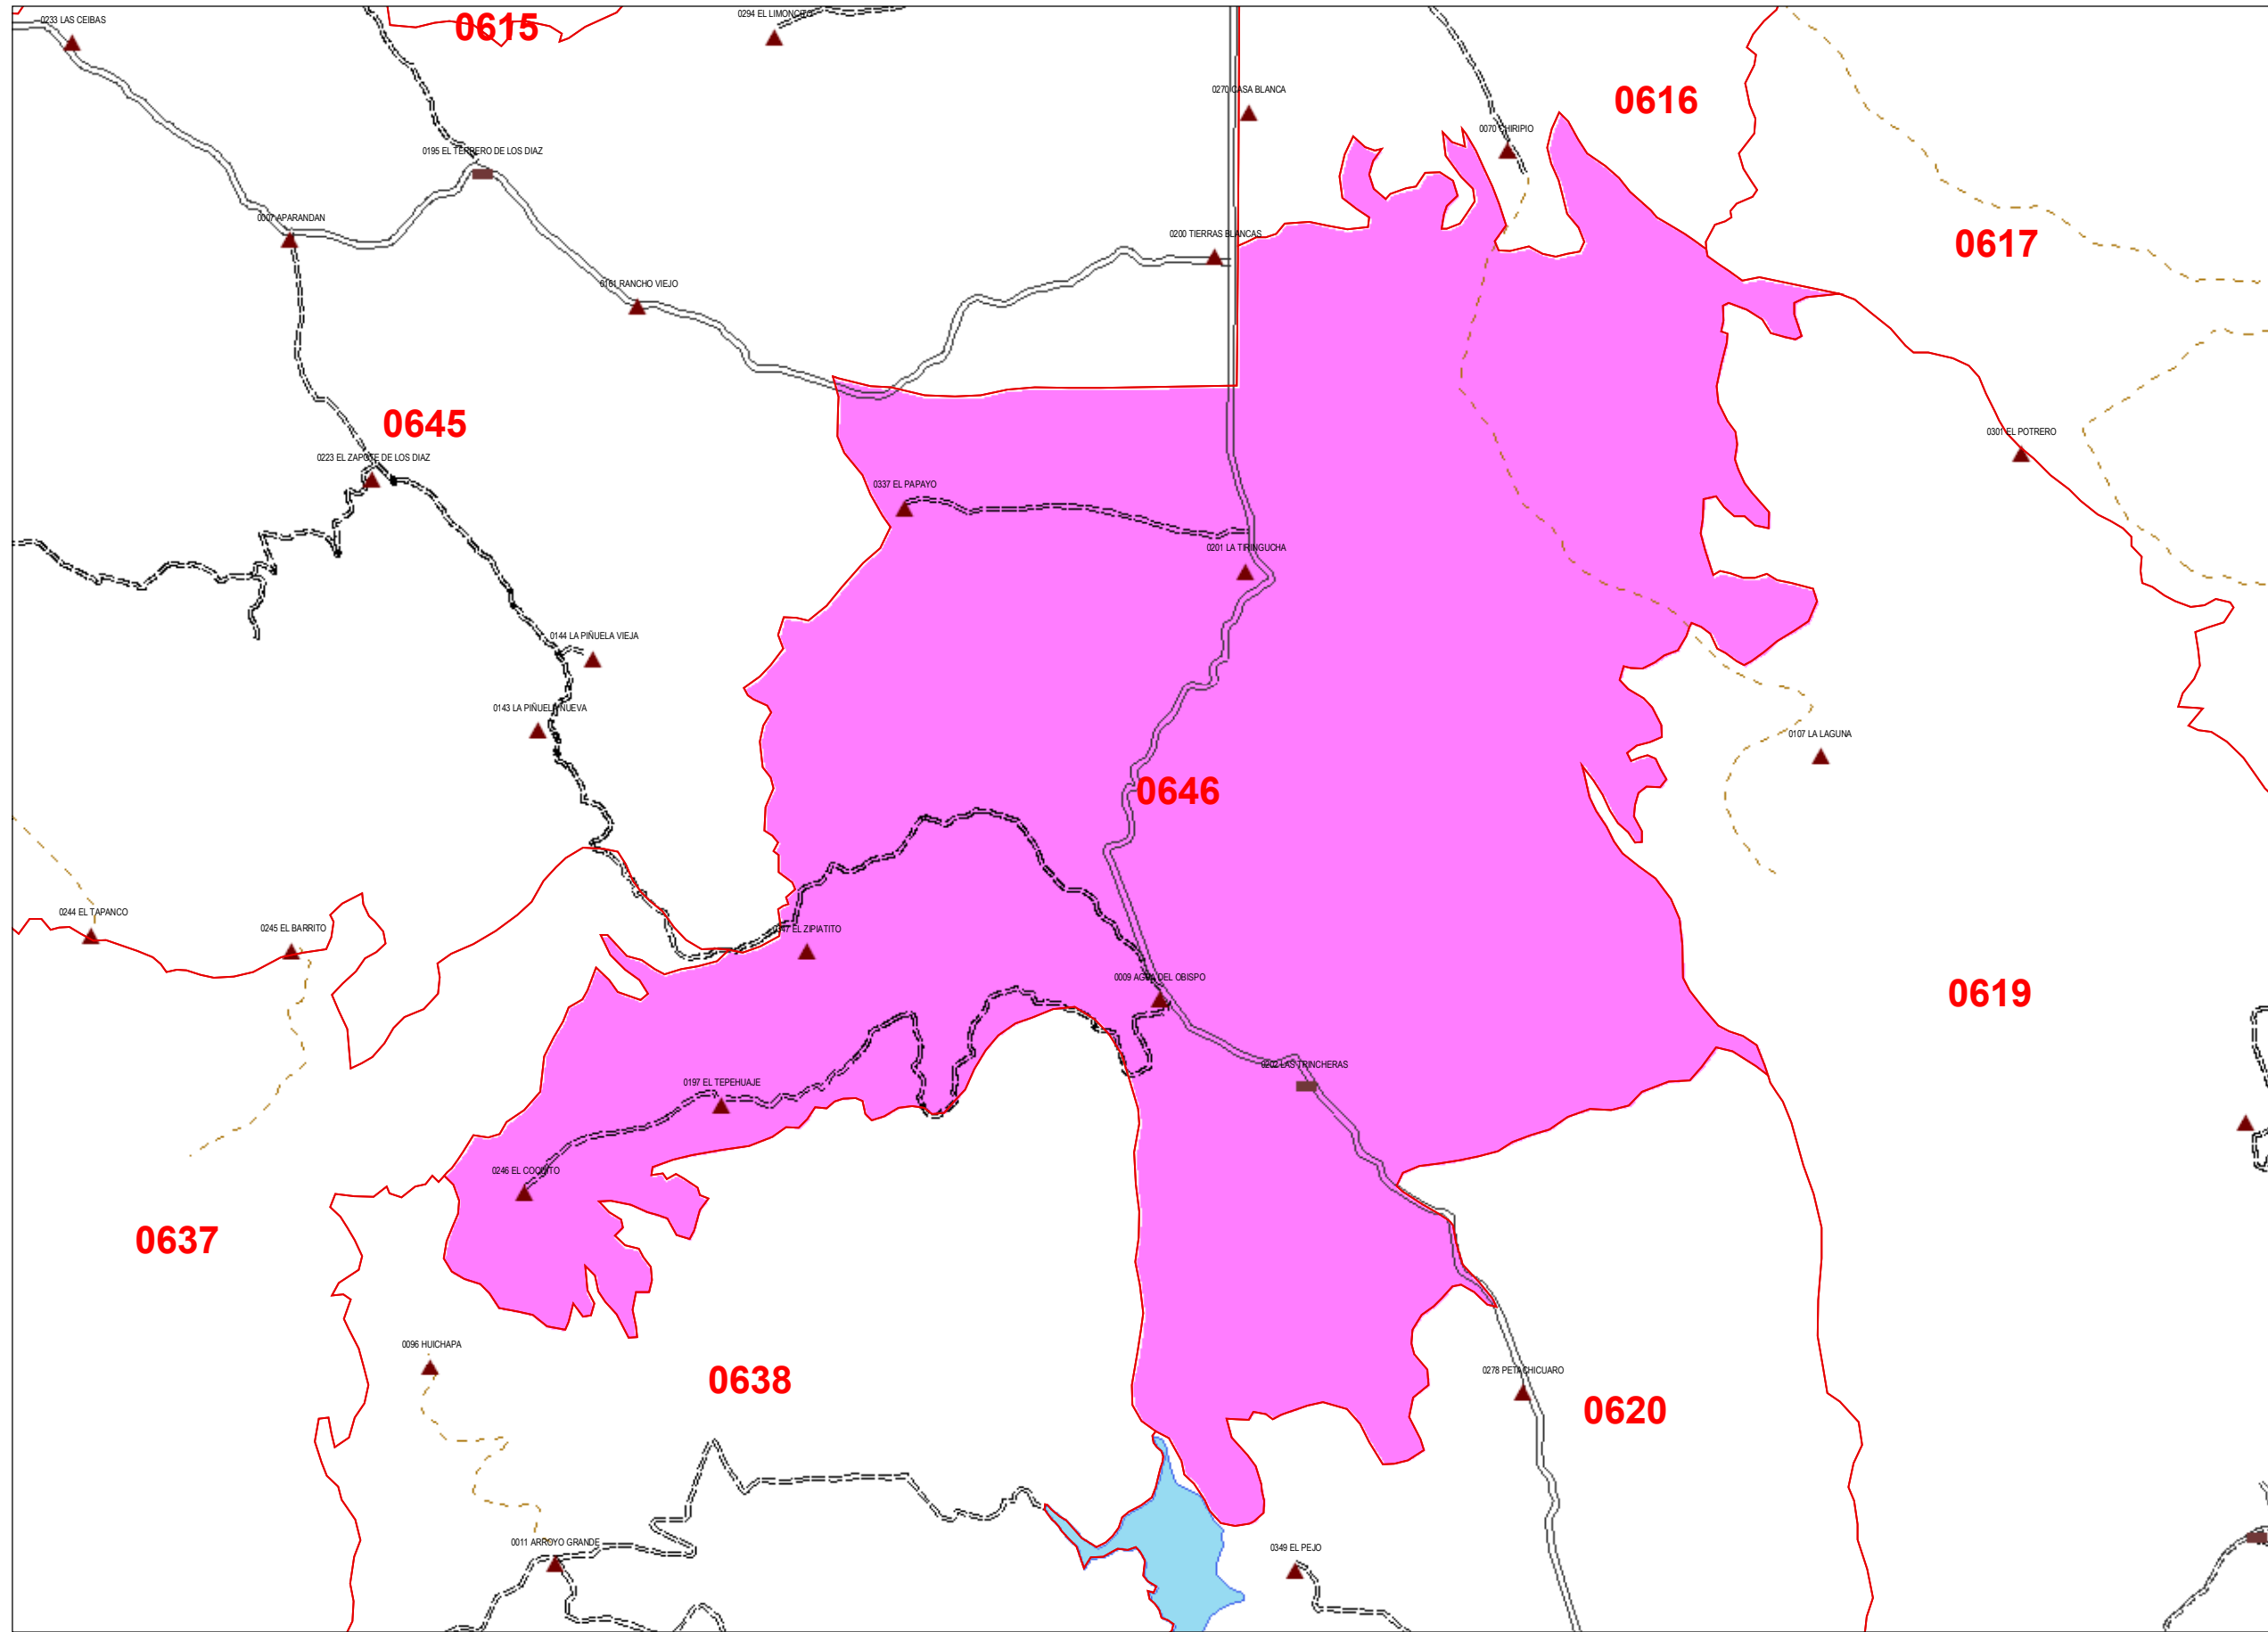 0233 LAS CEIBAS
0615
0294 EL LIMONCITO
0270 CASA BLANCA
0616
0070 CHIRIPIO
0195 EL TERRERO DE LOS DIAZ
0007 APARANDAN
0200 TIERRAS BLANCAS
0617
0161 RANCHO VIEJO
0645
0301 EL POTRERO
0223 EL ZAPOTE DE LOS DIAZ
0337 EL PAPAYO
0201 LA TIRINGUCHA
0144 LA PIÑUELA VIEJA
0143 LA PIÑUELA NUEVA
0107 LA LAGUNA
0646
0244 EL TAPANCO
0245 EL BARRITO
EL ZIPIATITO
0009 AGUA DEL OBISPO
0619
0202 LAS TRINCHERAS
0197 EL TEPEHUAJE
0246 EL COQUITO
0637
0096 HUICHAPA
0638
0278 PETACHICUARO
0620
0011 ARROYO GRANDE
0349 EL PEJO